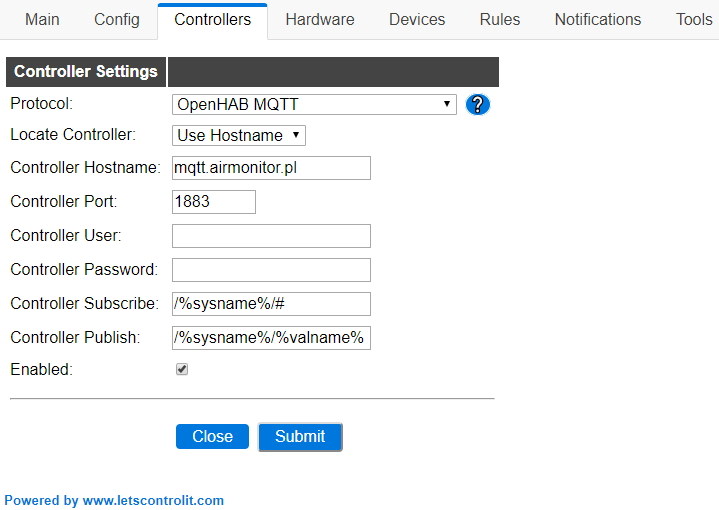 Main Config Controllers Hardware Devices Rules Notifications Tools
Controller Settings
Protocol: OpenHAB MQTT ?
Locate Controller: Use Hostname
Controller Hostname: mqtt.airmonitor.pl
Controller Port: 1883
Controller User:
Controller Password:
Controller Subscribe: /%sysname%/#
Controller Publish: /%sysname%/%valname%
Enabled:
Close Submit
Powered by www.letscontrolit.com